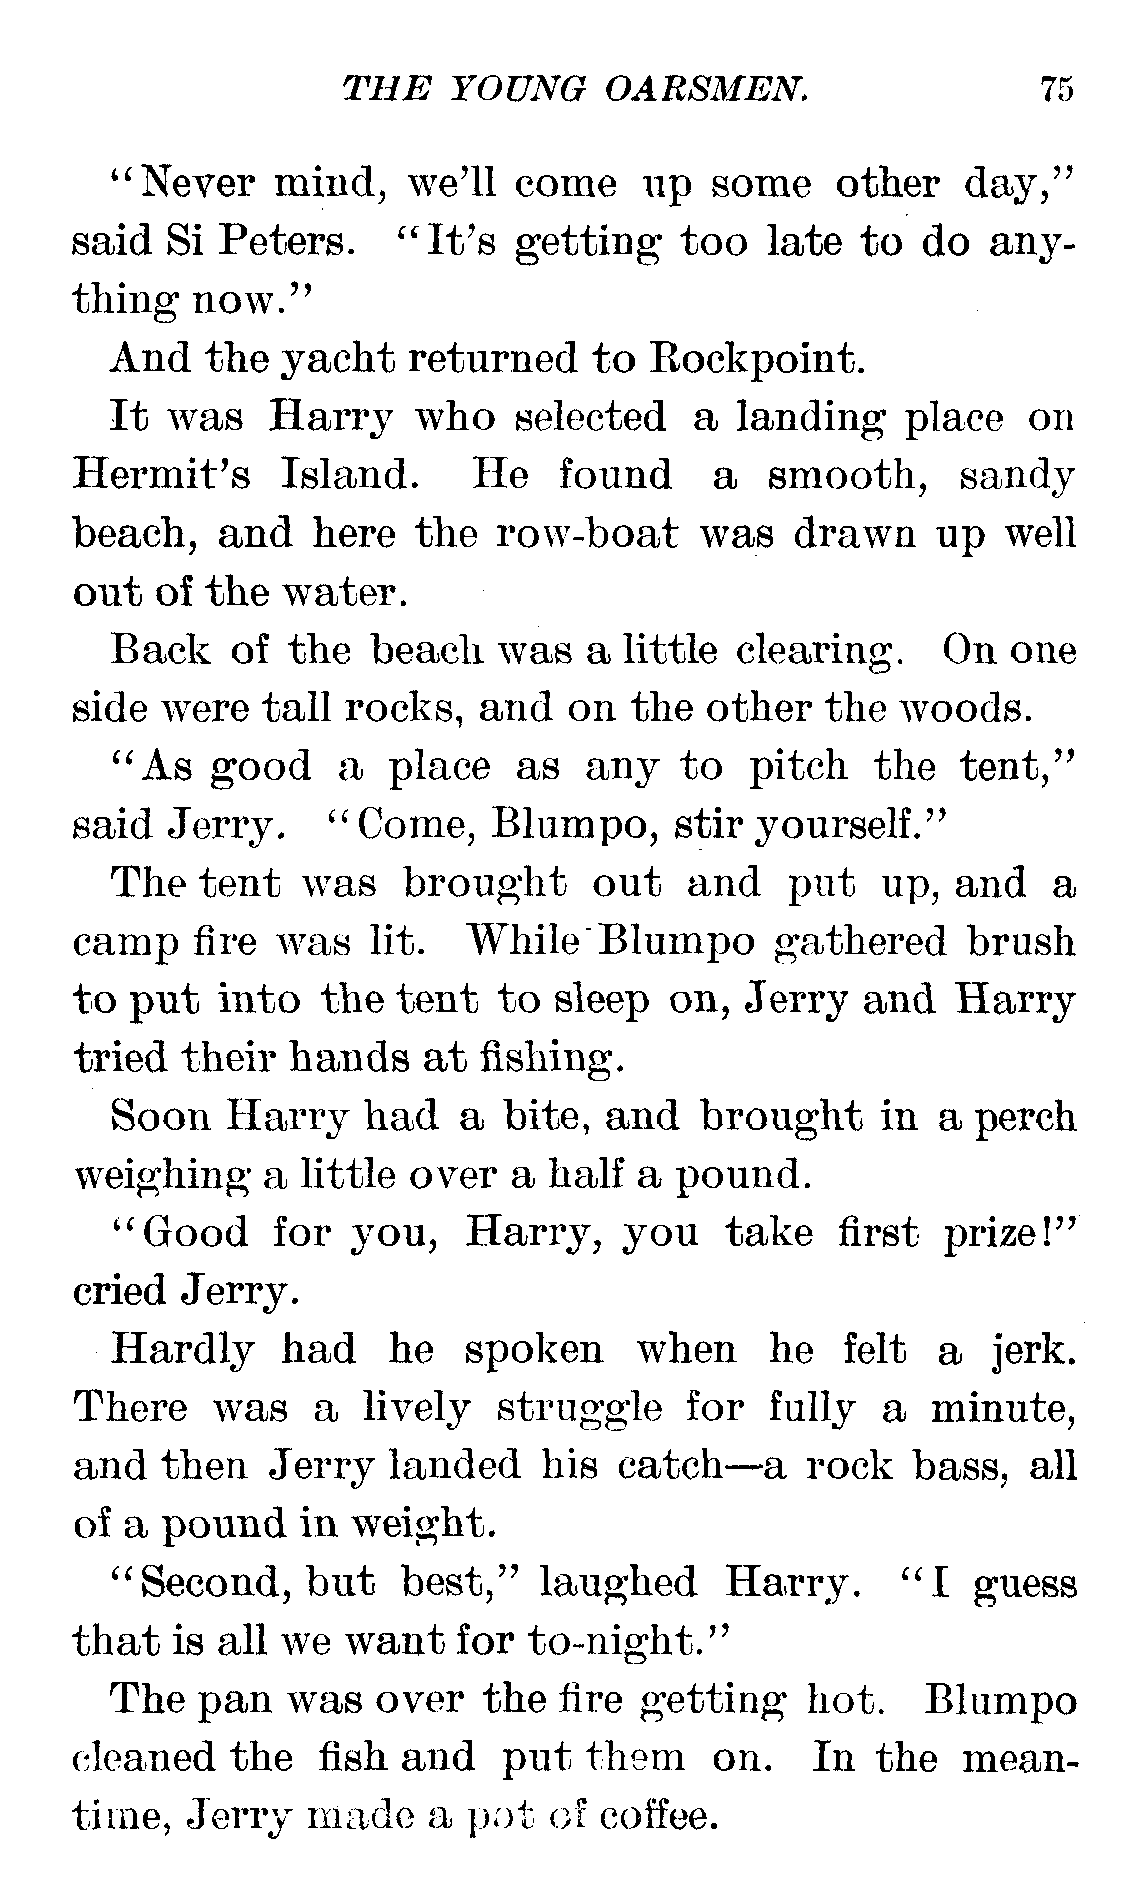 THE YOUNG OARSMEN. 75
"Never mind, we'll come up some other day,"
said Si Peters. "It's getting too late to do any-
thing now."
And the yacht returned to Rockpoint.
It was Harry who selected a landing place on
Hermit's Island. He found a smooth, sandy
beach, and here the row-boat was drawn up well
out of the water.
Back of the beach was a little clearing. On one
side were tall rocks, and on the other the woods.
"As good a place as any to pitch the tent,"
said Jerry. "Come, Blumpo, stir yourself."
The tent was brought out and put up, and a
camp fire was lit. While Blumpo gathered brush
to put into the tent to sleep on, Jerry and Harry
tried their hands at fishing.
Soon Harry had a bite, and brought in a perch
weighing a little over a half a pound.
"Good for you, Harry, you take first prize!"
cried Jerry.
Hardly had he spoken when he felt a jerk.
There was a lively struggle for fully a minute,
and then Jerry landed his catch—a rock bass, all
of a pound in weight.
"Second, but best," laughed Harry. "I guess
that is all we want for to-night."
The pan was over the fire getting hot. Blumpo
cleaned the fish and put them on. In the mean-
time, Jerry made a pot of coffee.